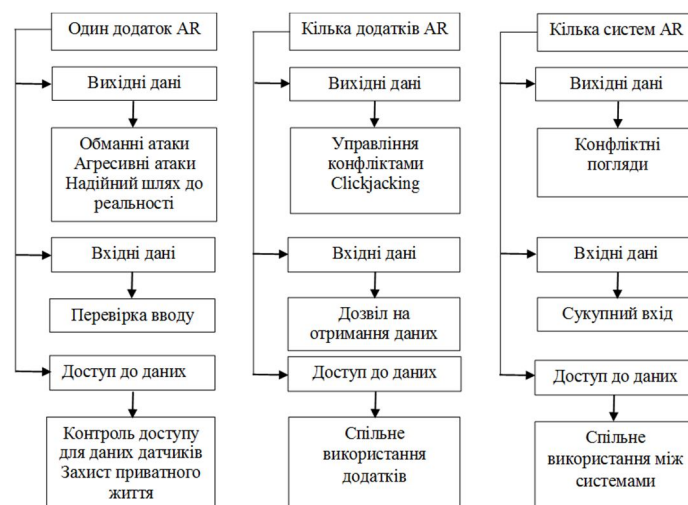 Один додаток AR
Вихідні дані
Обманні атаки
Агресивні атаки
Надійний шлях до
реальності
Вхідні дані
Перевірка вводу
Доступ до даних
Контроль доступу
для даних датчиків
Захист приватного
життя
Кілька додатків AR
Вихідні дані
Управління
конфліктами
Clickjacking
Вхідні дані
Дозвіл на
отримання даних
Доступ до даних
Спільне
використання
додатків
Кілька систем AR
Вихідні дані
Конфліктні
погляди
Вхідні дані
Сукупний вхід
Доступ до даних
Спільне
використання між
системами